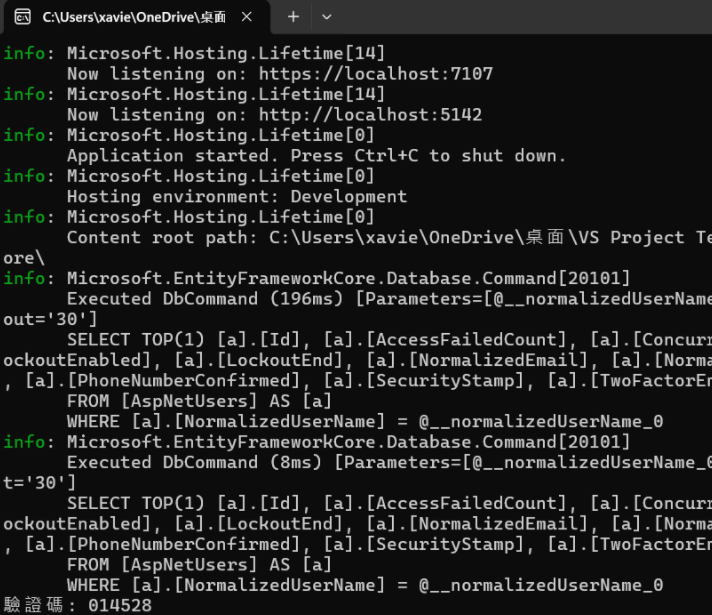 C:\Users\xavie\OneDrive\桌面
info: Microsoft.Hosting.Lifetime[14]
Now listening on: https://localhost:7107
info: Microsoft.Hosting.Lifetime[14]
Now listening on: http://localhost:5142
info: Microsoft.Hosting.Lifetime[0]
Application started. Press Ctrl+C to shut down.
info: Microsoft.Hosting.Lifetime[0]
Hosting environment: Development
info: Microsoft.Hosting.Lifetime[0]
Content root path: C:\Users\xavie\OneDrive\桌面\VS Project Te
ore\
info: Microsoft.EntityFrameworkCore.Database.Command[20101]
Executed DbCommand (196ms) [Parameters=[@__normalizedUserName
out='30']
SELECT TOP(1) [a].[Id], [a].[AccessFailedCount], [a].[Concurr
ockoutEnabled], [a].[LockoutEnd], [a].[NormalizedEmail], [a].[Norma
, [a].[PhoneNumberConfirmed], [a].[SecurityStamp], [a].[TwoFactorEn
FROM [AspNetUsers] AS [a]
WHERE [a].[NormalizedUserName] = @__normalizedUserName_0
info: Microsoft.EntityFrameworkCore.Database.Command[20101]
Executed DbCommand (8ms) [Parameters=[@__normalizedUserName_0
t='30']
SELECT TOP(1) [a].[Id], [a].[AccessFailedCount], [a].[Concurr
ockoutEnabled], [a].[LockoutEnd], [a].[NormalizedEmail], [a].[Norma
, [a].[PhoneNumberConfirmed], [a].[SecurityStamp], [a].[TwoFactorEn
FROM [AspNetUsers] AS [a]
WHERE [a].[NormalizedUserName] = @__normalizedUserName_0
驗證碼: 014528